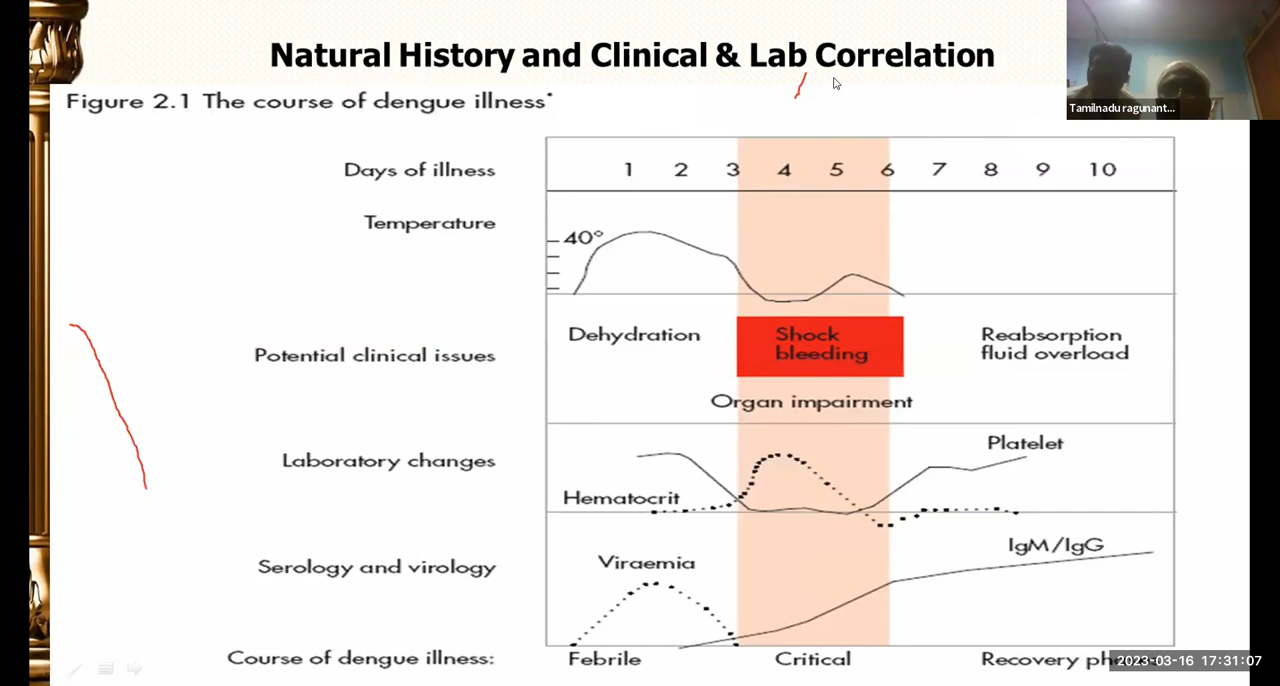 Natural History and Clinical & Lab Correlation
Tamilnadu ragunant...
Figure 2.1 The course of dengue illness*
Days of illness 1 2 3 4 5 6 7 8 9 10
Temperature
40°
Potential clinical issues
Dehydration
Shock
bleeding
Reabsorption
fluid overload
Organ impairment
Laboratory changes
Platelet
Hematocrit
Serology and virology
Viraemia
IgM/IgG
Course of dengue illness: Febrile Critical Recovery
2023-03-16 17:31:07